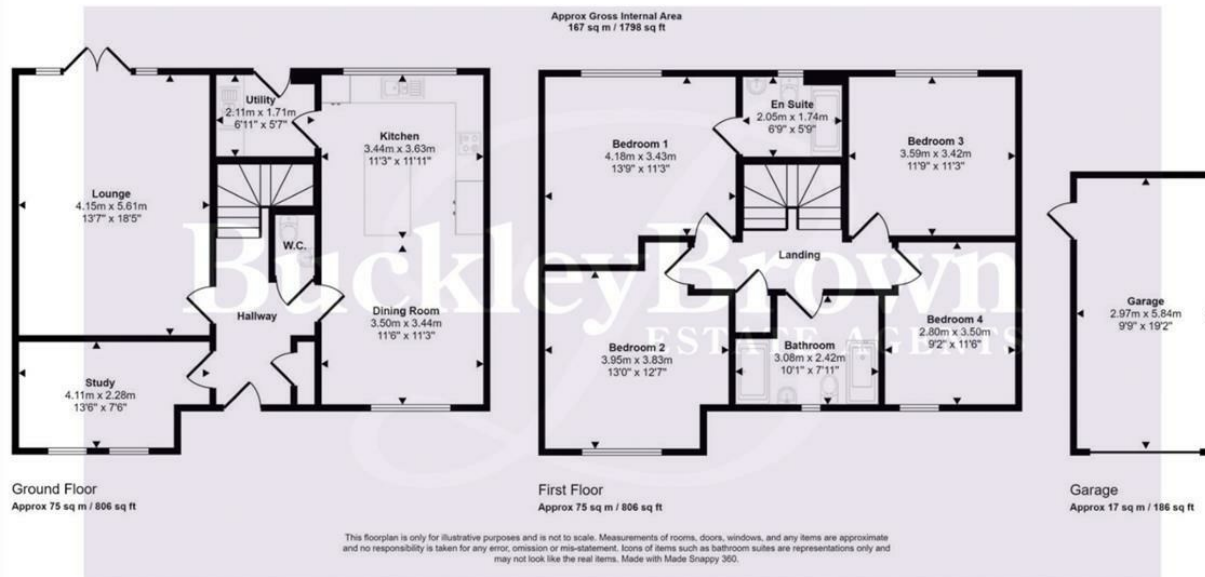 Approx Gross Internal Area
167 sq m / 1798 sq ft
Utility
2.11m x 1.71m
6'11" x 5'7"
Kitchen
3.44m x 3.63m
11'3" x 11'11"
Lounge
4.15m x 5.61m
13'7" x 18'5"
W.C.
Hallway
Dining Room
3.50m x 3.44m
11'6" x 11'3"
Study
4.11m x 2.28m
13'6" x 7'6"
Ground Floor
Approx 75 sq m / 806 sq ft
En Suite
2.05m x 1.74m
6'9" x 5'9"
Bedroom 1
4.18m x 3.43m
13'9" x 11'3"
Bedroom 3
3.59m x 3.42m
11'9" x 11'3"
Landing
Bedroom 2
3.95m x 3.83m
13'0" x 12'7"
Bathroom
3.08m x 2.42m
10'1" x 7'11"
Bedroom 4
2.80m x 3.50m
9'2" x 11'6"
First Floor
Approx 75 sq m / 806 sq ft
Garage
2.97m x 5.84m
9'9" x 19'2"
Garage
Approx 17 sq m / 186 sq ft
BuckleyBrown
ESTATE AGENTS
This floorplan is only for illustrative purposes and is not to scale. Measurements of rooms, doors, windows, and any items are approximate
and no responsibility is taken for any error, omission or mis-statement. Icons of items such as bathroom suites are representations only and
may not look like the real items. Made with Made Snappy 360.